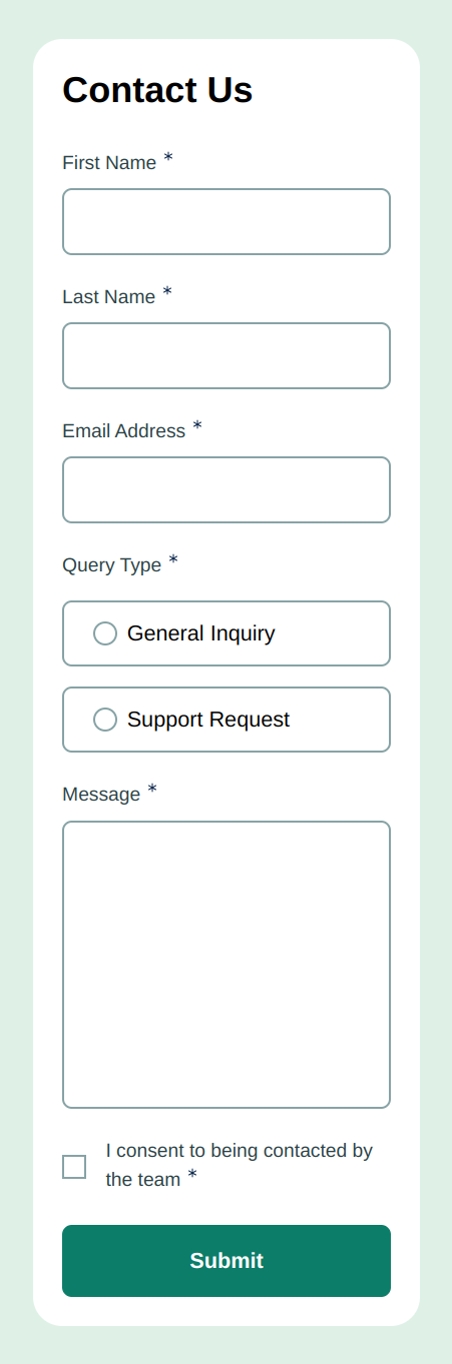 Contact Us
First Name *
Last Name *
Email Address *
Query Type *
General Inquiry
Support Request
Message *
I consent to being contacted by
the team *
Submit